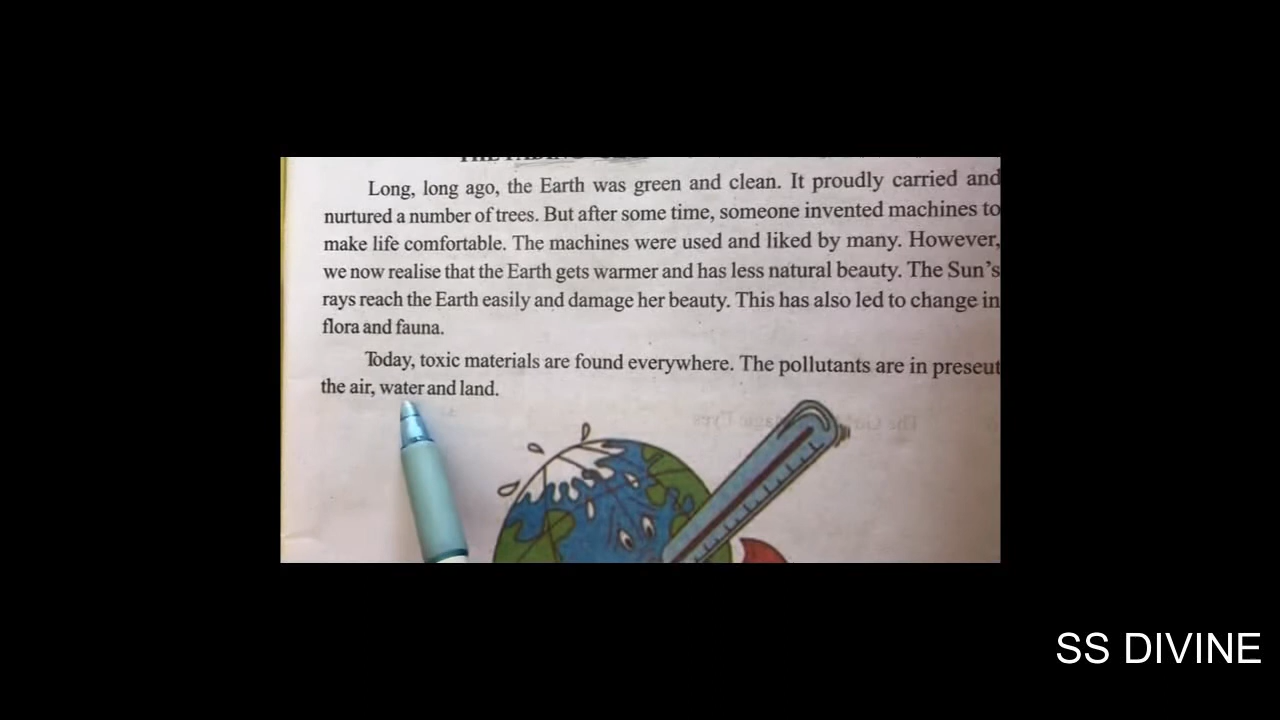 Long, long ago, the Earth was green and clean. It proudly carried and
nurtured a number of trees. But after some time, someone invented machines to
make life comfortable. The machines were used and liked by many. However,
we now realise that the Earth gets warmer and has less natural beauty. The Sun's
rays reach the Earth easily and damage her beauty. This has also led to change in
flora and fauna.
Today, toxic materials are found everywhere. The pollutants are in preseut
the air, water and land.
SS DIVINE